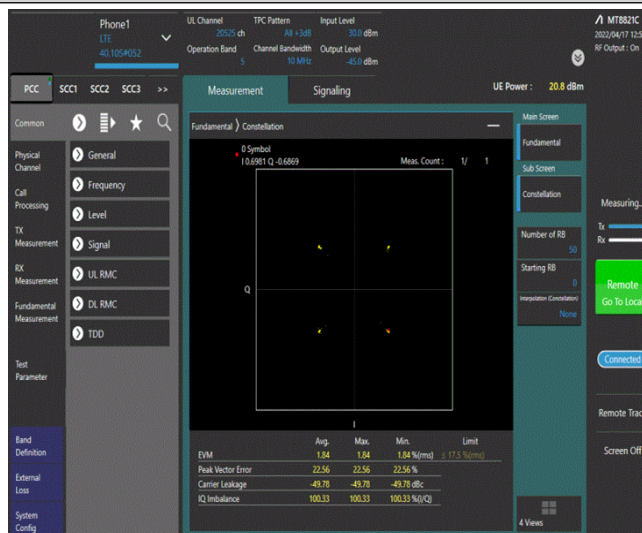 Phone1
LTE
40.10S#052
UL Channel TPC Pattern Input Level
20525 ch All +3dB 30.0 dBm
Operation Band Channel Bandwidth Output Level
5 10 MHz -45.0 dBm
MT8821C
2022/04/17 12:5
RF Output : On
PCC SCC1 SCC2 SCC3 >>
Measurement Signaling UE Power : 20.8 dBm
Common
Physical Channel
Call Processing
TX Measurement
RX Measurement
Fundamental Measurement
Test Parameter
Band Definition
External Loss
System Config
General
Frequency
Level
Signal
UL RMC
DL RMC
TDD
Fundamental ⟩ Constellation
0 Symbol
I 0.6981 Q -0.6869 Meas. Count : 1/ 1
Q
I
Avg. Max. Min. Limit
EVM 1.84 1.84 1.84 %(rms) ≤ 17.5 %(rms)
Peak Vector Error 22.56 22.56 22.56 %
Carrier Leakage -49.78 -49.78 -49.78 dBc
IQ Imbalance 100.33 100.33 100.33 %(I/Q)
Main Screen
Fundamental
Sub Screen
Constellation
Number of RB
50
Starting RB
0
Interpolation (Constellation)
None
4 Views
Measuring..
Tx
Rx
Remote
Go To Local
Connected
Remote Trac
Screen Off